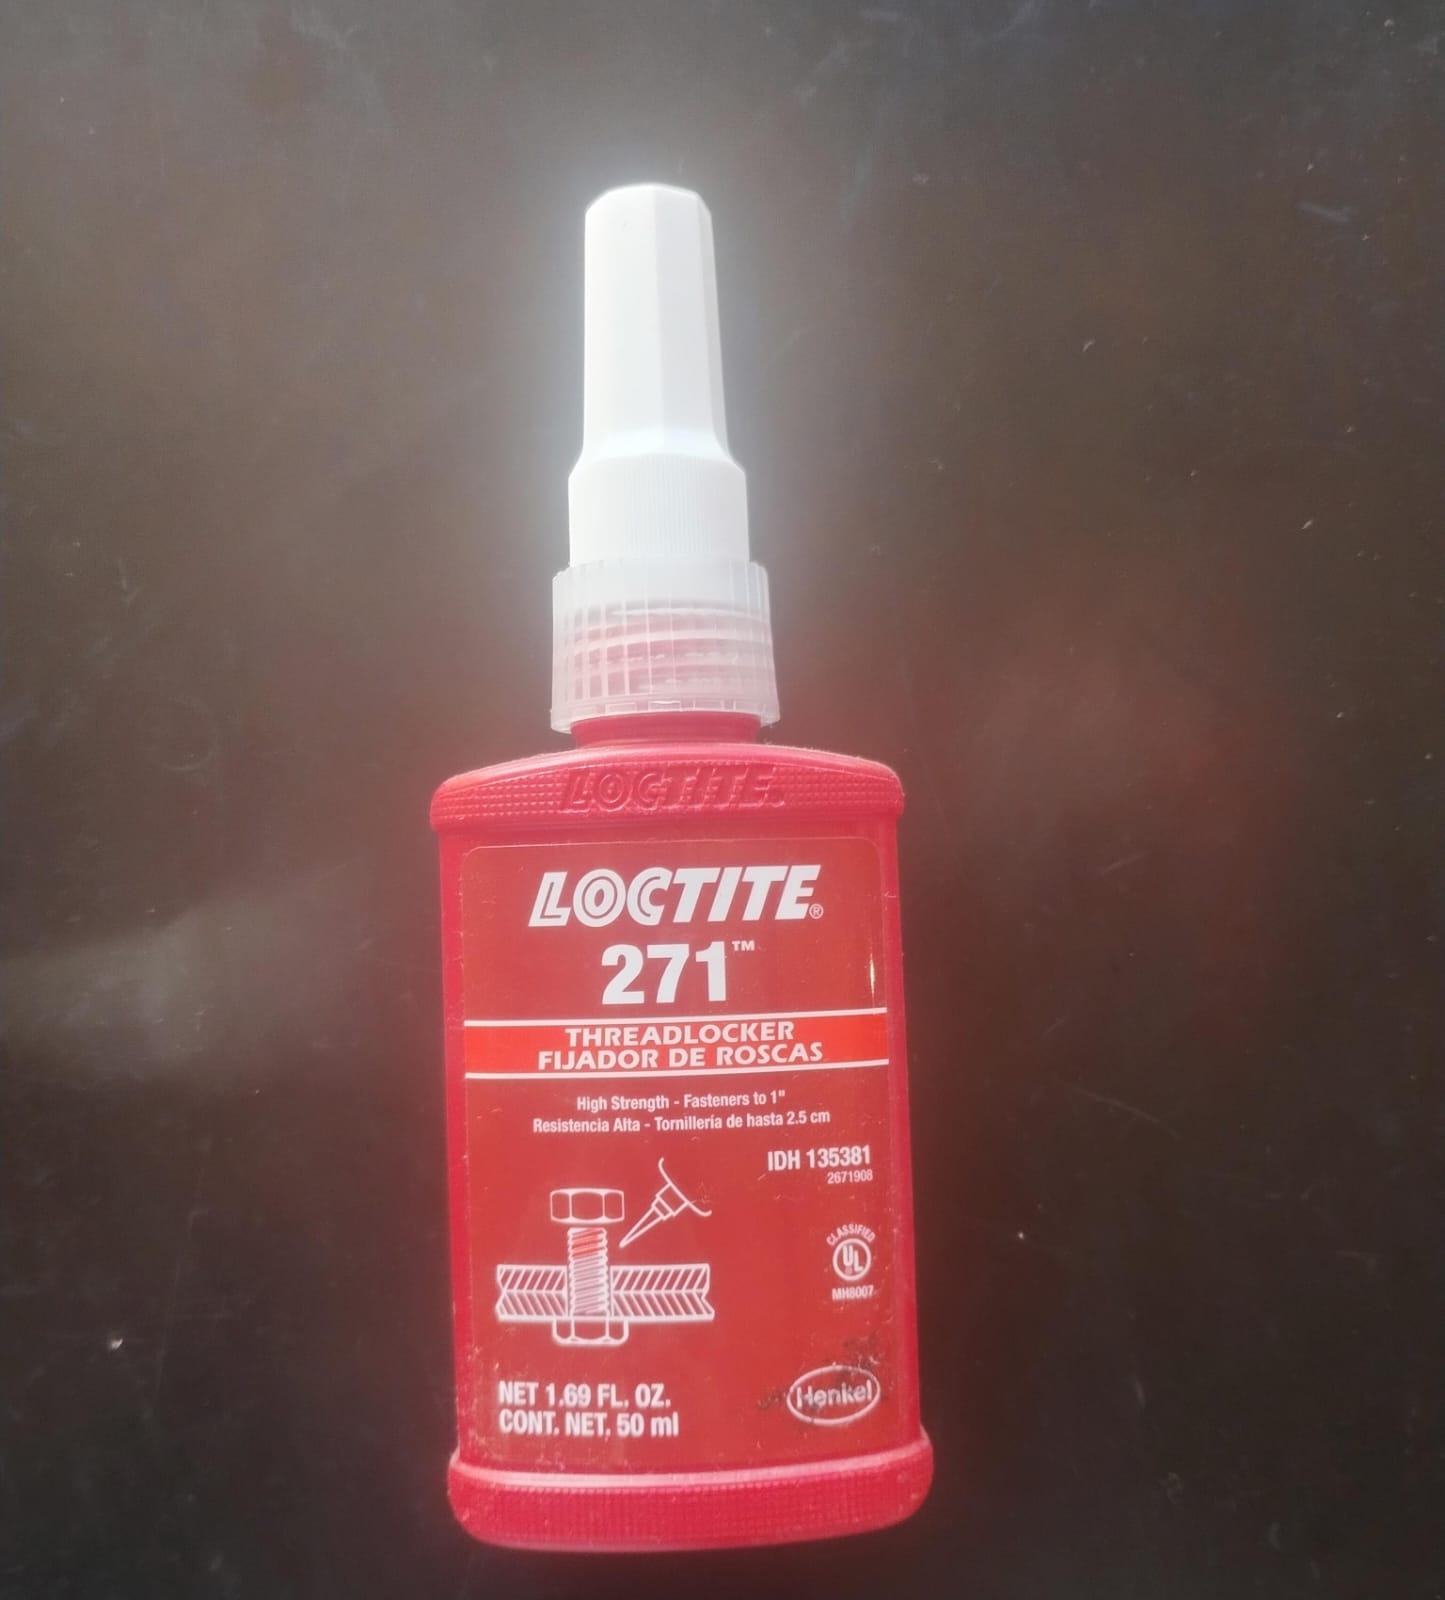 LOCTITE.
LOCTITE®
271™
THREADLOCKER
FIJADOR DE ROSCAS
High Strength - Fasteners to 1"
Resistencia Alta - Tornillería de hasta 2.5 cm
IDH 135381
2671908
CLASSIFIED
UL
MH8007
NET 1.69 FL. OZ.
CONT. NET. 50 ml
Henkel